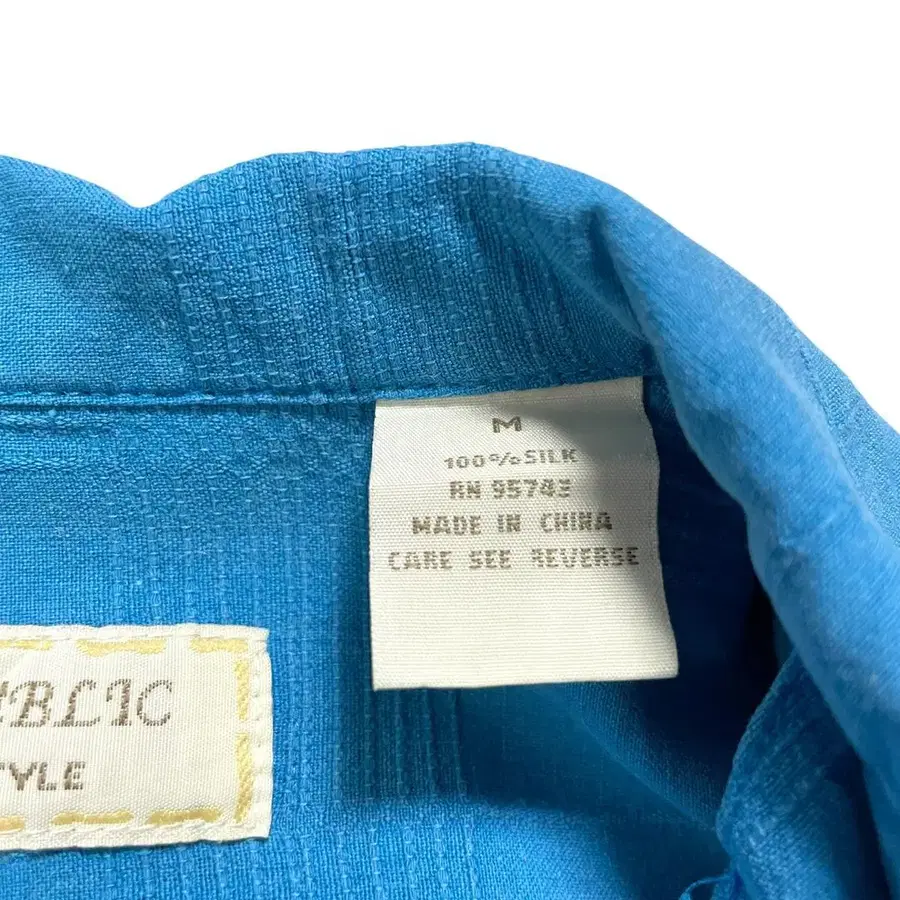 M
100% SILK
RN 95743
MADE IN CHINA
CARE SEE REVERSE